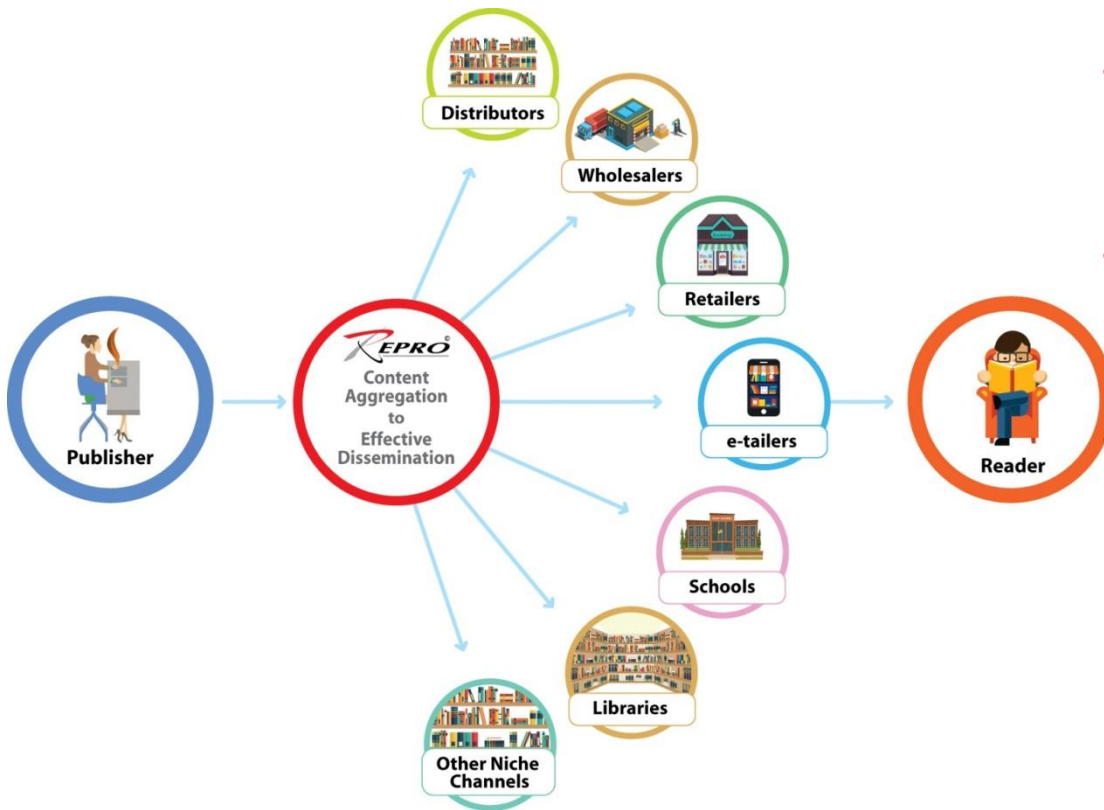 Distributors
Wholesalers
Retailers
REPRO
Content
Aggregation
to
Effective
Dissemination
Publisher
e-tailers
Reader
Schools
Libraries
Other Niche
Channels